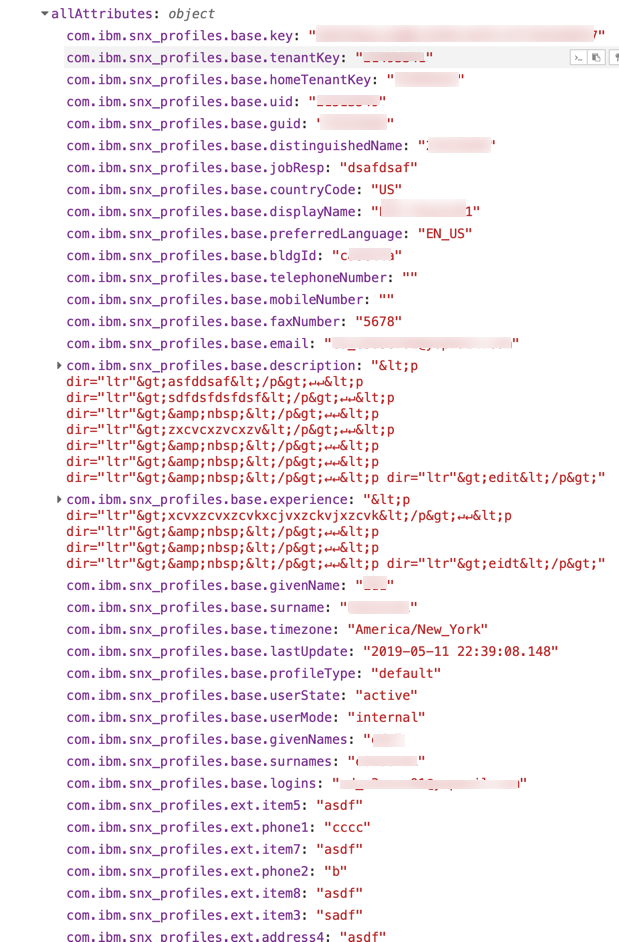 allAttributes: object
com.ibm.snx_profiles.base.key: " 7"
com.ibm.snx_profiles.base.tenantKey: " "
com.ibm.snx_profiles.base.homeTenantKey: " "
com.ibm.snx_profiles.base.uid: " "
com.ibm.snx_profiles.base.guid: ' "
com.ibm.snx_profiles.base.distinguishedName: " '
com.ibm.snx_profiles.base.jobResp: "dsafdsaf"
com.ibm.snx_profiles.base.countryCode: "US"
com.ibm.snx_profiles.base.displayName: " 1"
com.ibm.snx_profiles.base.preferredLanguage: "EN_US"
com.ibm.snx_profiles.base.bldgId: "c a"
com.ibm.snx_profiles.base.telephoneNumber: ""
com.ibm.snx_profiles.base.mobileNumber: ""
com.ibm.snx_profiles.base.faxNumber: "5678"
com.ibm.snx_profiles.base.email: " "
com.ibm.snx_profiles.base.description: "&lt;p
dir="ltr"&gt;asfddsaf&lt;/p&gt;↵↵&lt;p
dir="ltr"&gt;sdfdsfdsfdsf&lt;/p&gt;↵↵&lt;p
dir="ltr"&gt;&amp;nbsp;&lt;/p&gt;↵↵&lt;p
dir="ltr"&gt;zxcvcxzvcxzv&lt;/p&gt;↵↵&lt;p
dir="ltr"&gt;&amp;nbsp;&lt;/p&gt;↵↵&lt;p
dir="ltr"&gt;&amp;nbsp;&lt;/p&gt;↵↵&lt;p
dir="ltr"&gt;&amp;nbsp;&lt;/p&gt;↵↵&lt;p dir="ltr"&gt;edit&lt;/p&gt;"
com.ibm.snx_profiles.base.experience: "&lt;p
dir="ltr"&gt;xcvxzcvxzcvkxcjvxzckvjxzcvk&lt;/p&gt;↵↵&lt;p
dir="ltr"&gt;&amp;nbsp;&lt;/p&gt;↵↵&lt;p
dir="ltr"&gt;&amp;nbsp;&lt;/p&gt;↵↵&lt;p
dir="ltr"&gt;&amp;nbsp;&lt;/p&gt;↵↵&lt;p dir="ltr"&gt;eidt&lt;/p&gt;"
com.ibm.snx_profiles.base.givenName: " "
com.ibm.snx_profiles.base.surname: " "
com.ibm.snx_profiles.base.timezone: "America/New_York"
com.ibm.snx_profiles.base.lastUpdate: "2019-05-11 22:39:08.148"
com.ibm.snx_profiles.base.profileType: "default"
com.ibm.snx_profiles.base.userState: "active"
com.ibm.snx_profiles.base.userMode: "internal"
com.ibm.snx_profiles.base.givenNames: "
com.ibm.snx_profiles.base.surnames: " "
com.ibm.snx_profiles.base.logins: " "
com.ibm.snx_profiles.ext.item5: "asdf"
com.ibm.snx_profiles.ext.phone1: "cccc"
com.ibm.snx_profiles.ext.item7: "asdf"
com.ibm.snx_profiles.ext.phone2: "b"
com.ibm.snx_profiles.ext.item8: "asdf"
com.ibm.snx_profiles.ext.item3: "sadf"
com.ibm.snx_profiles.ext.address4: "asdf"